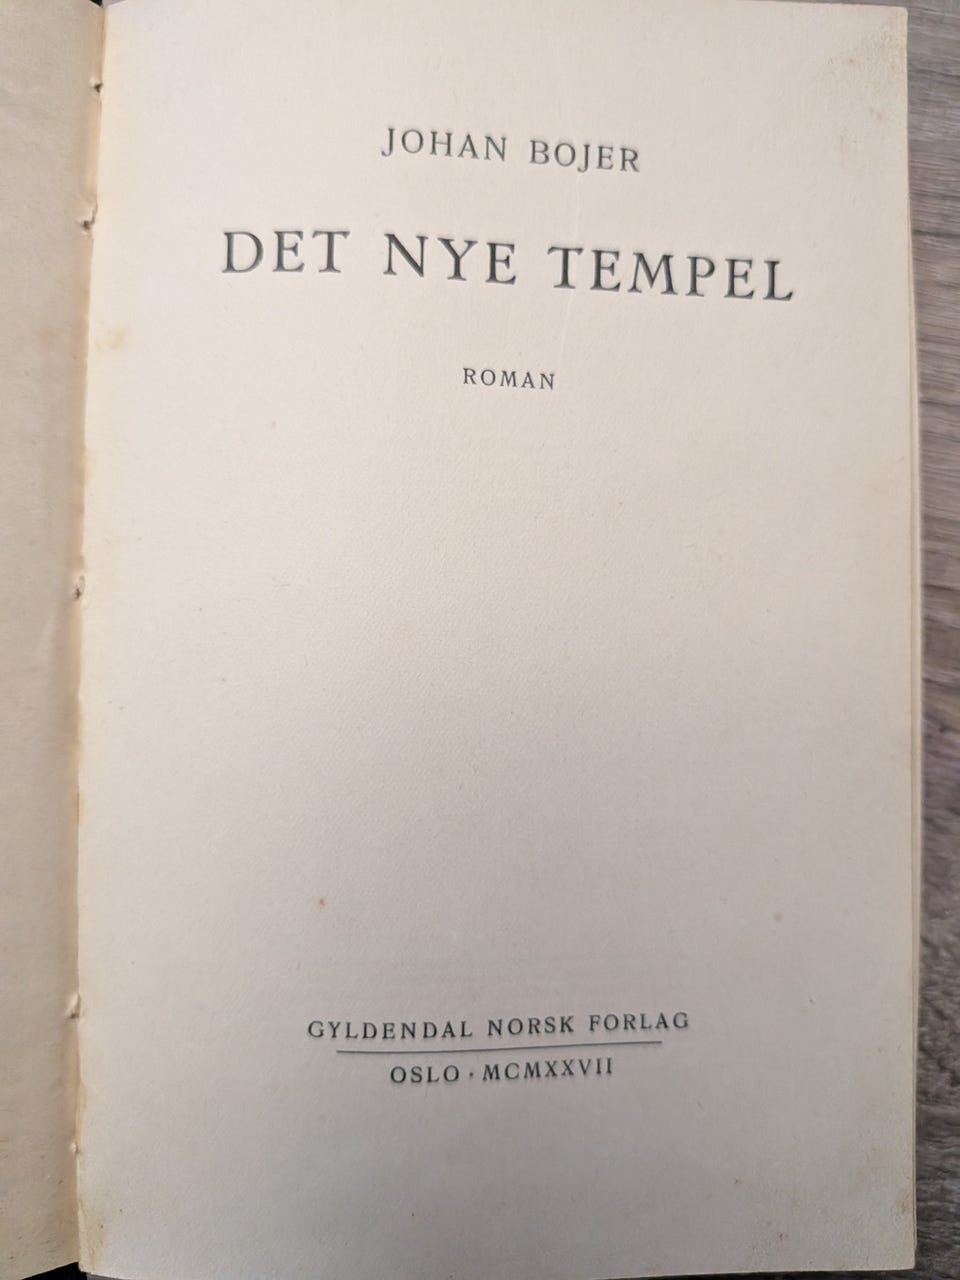 JOHAN BOJER
DET NYE TEMPEL
ROMAN
GYLDENDAL NORSK FORLAG
OSLO · MCMXXVII